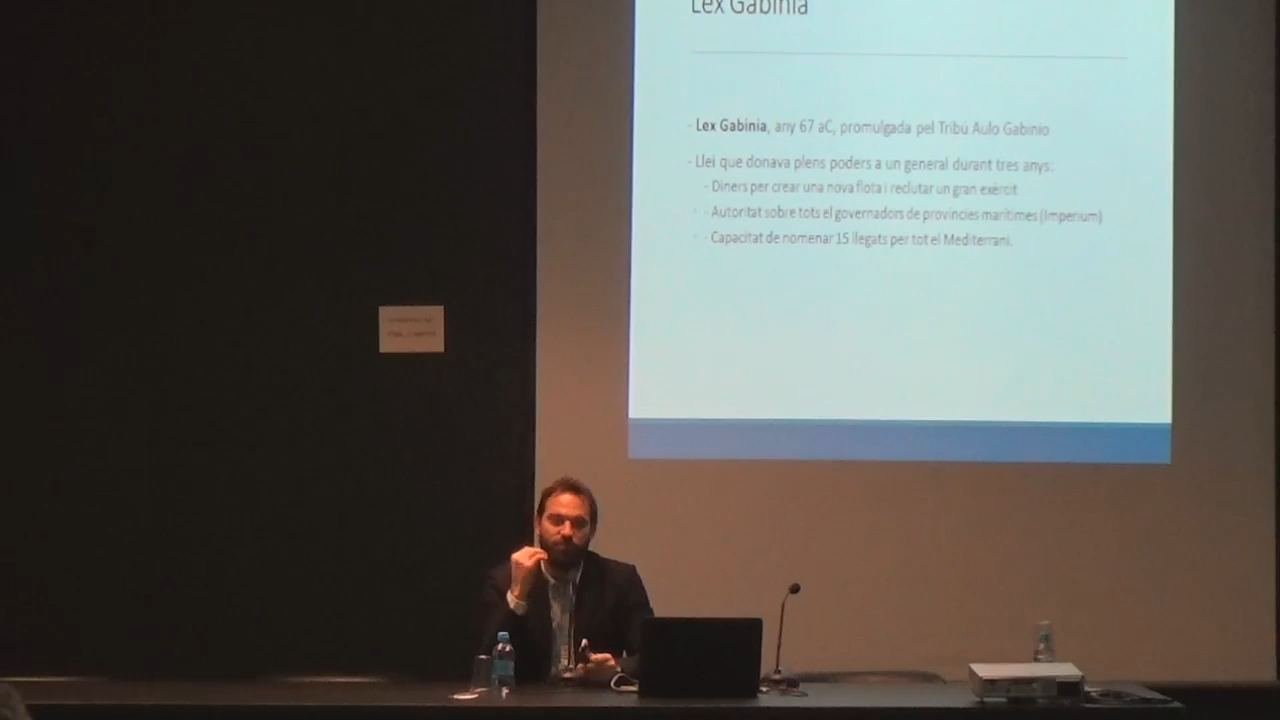 Lex Gabinia
- Lex Gabinia, any 67 aC, promulgada pel Tribú Aulo Gabinio
- Llei que donava plens poders a un general durant tres anys:
- Diners per crear una nova flota i reclutar un gran exèrcit
- Autoritat sobre tots el governadors de províncies marítimes (Imperium)
- Capacitat de nomenar 15 llegats per tot el Mediterrani.